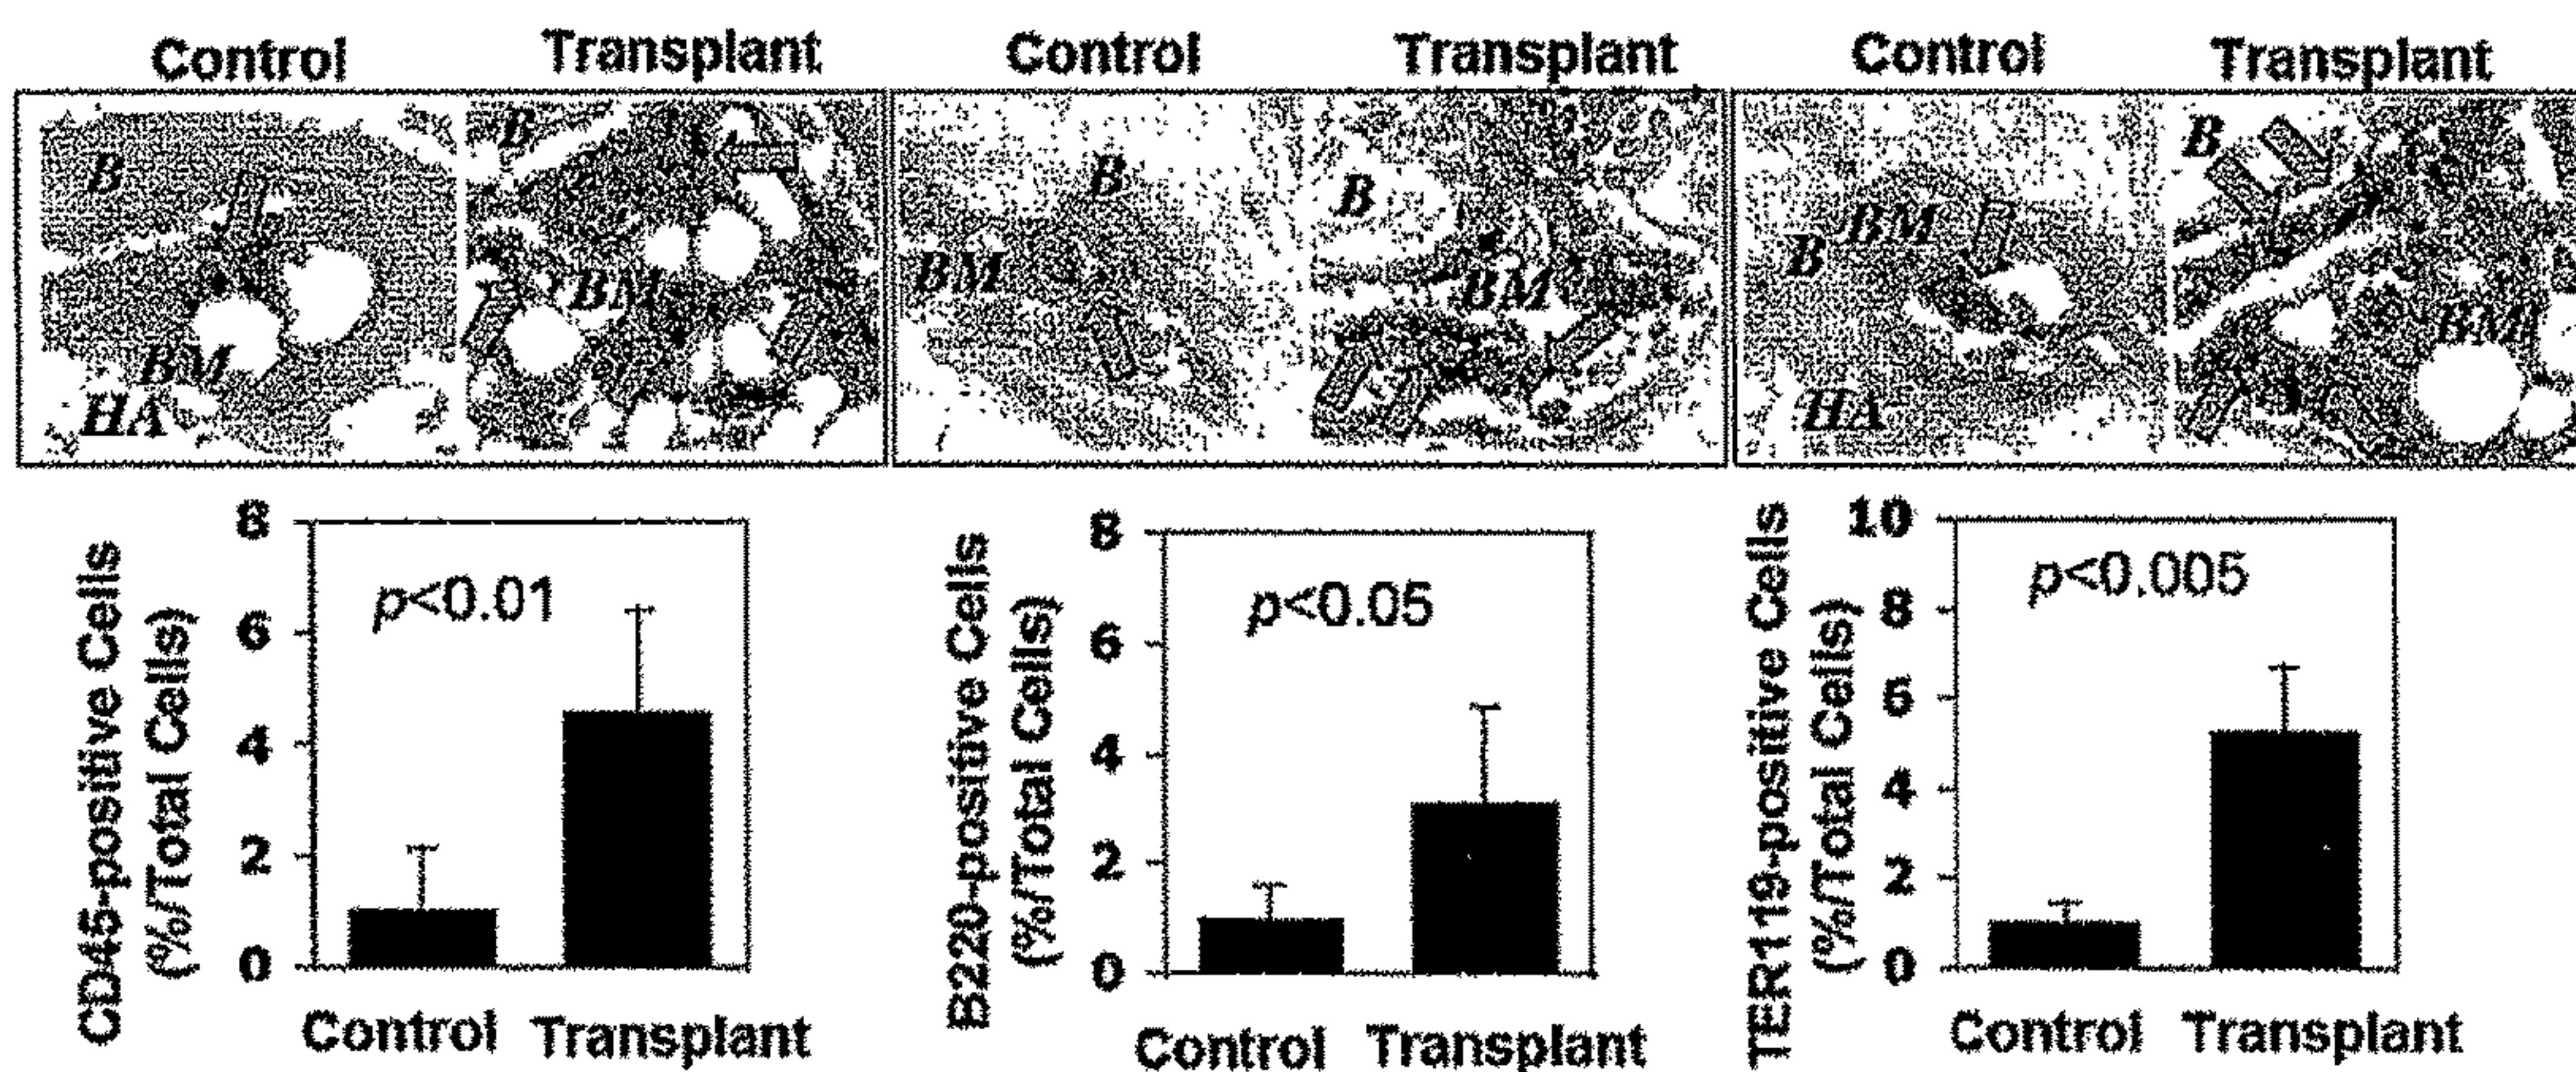 Control Transplant Control Transplant Control Transplant
B B B B BM B B
BM BM BM BM
HA HA
8 6 4 2 0
CD45-positive Cells
(%/Total Cells)
p<0.01
Control Transplant
8 6 4 2 0
B220-positive Cells
(%/Total Cells)
p<0.05
Control Transplant
10 8 6 4 2 0
TER119-positive Cells
(%/Total Cells)
p<0.005
Control Transplant